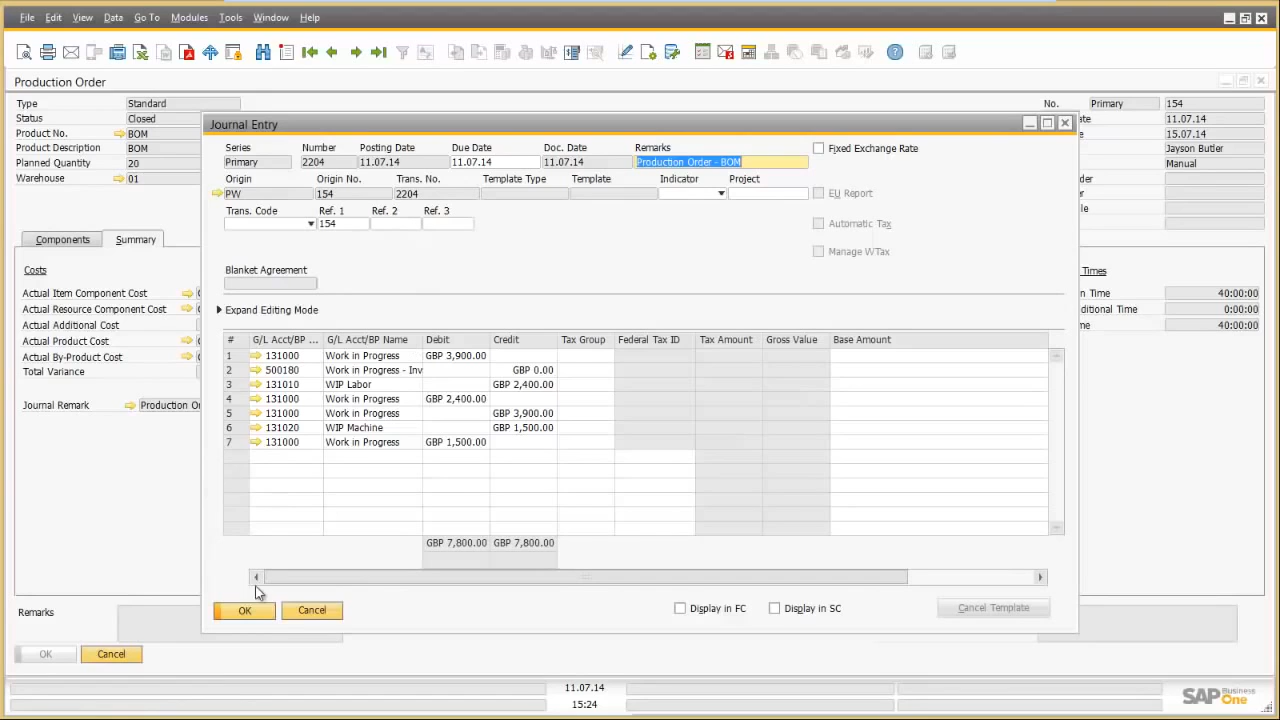 File Edit View Data Go To Modules Tools Window Help
Production Order
Type Standard
Status Closed
Product No. BOM
Product Description BOM
Planned Quantity 20
Warehouse 01
No. Primary 154
11.07.14
15.07.14
Jayson Butler
Manual
Components Summary
Costs
Actual Item Component Cost
Actual Resource Component Cost
Actual Additional Cost
Actual Product Cost
Actual By-Product Cost
Total Variance
Journal Remark Production Or
Times
n Time 40:00:00
ditional Time 0:00:00
me 40:00:00
Journal Entry
Series Number Posting Date Due Date Doc. Date Remarks
Primary 2204 11.07.14 11.07.14 11.07.14 Production Order - BOM
Fixed Exchange Rate
Origin Origin No. Trans. No. Template Type Template Indicator Project
PW 154 2204
EU Report
Trans. Code Ref. 1 Ref. 2 Ref. 3
154
Automatic Tax
Manage WTax
Blanket Agreement
Expand Editing Mode
# G/L Acct/BP ... G/L Acct/BP Name Debit Credit Tax Group Federal Tax ID Tax Amount Gross Value Base Amount
1 131000 Work in Progress GBP 3,900.00
2 500180 Work in Progress - Inv GBP 0.00
3 131010 WIP Labor GBP 2,400.00
4 131000 Work in Progress GBP 2,400.00
5 131000 Work in Progress GBP 3,900.00
6 131020 WIP Machine GBP 1,500.00
7 131000 Work in Progress GBP 1,500.00
GBP 7,800.00 GBP 7,800.00
OK Cancel
Display in FC Display in SC Cancel Template
Remarks
OK Cancel
11.07.14
15:24
SAP Business One